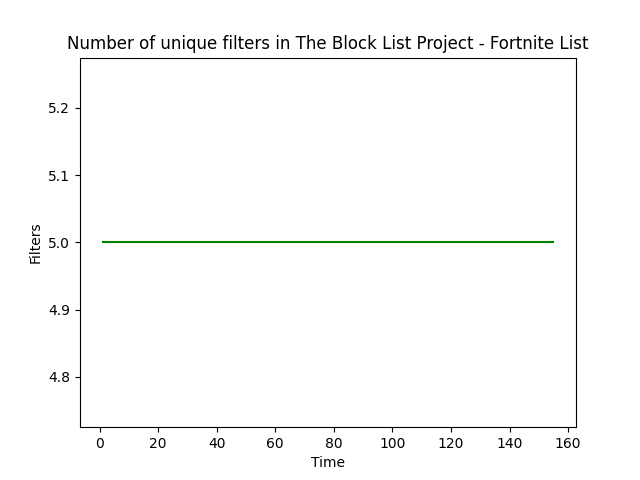 Number of unique filters in The Block List Project - Fortnite List
5.2
5.1
5.0
4.9
4.8
Filters
0 20 40 60 80 100 120 140 160
Time